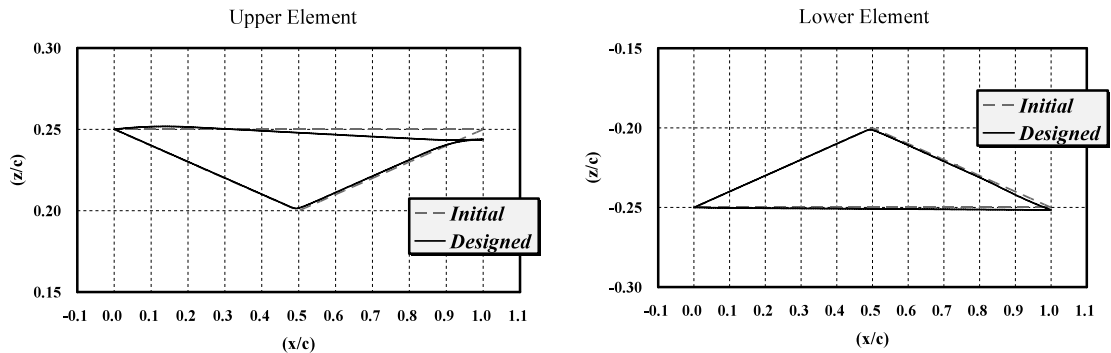 Upper Element
0.30
0.25
0.20
0.15
(z/c)
Initial
Designed
-0.1 0.0 0.1 0.2 0.3 0.4 0.5 0.6 0.7 0.8 0.9 1.0 1.1
(x/c)
Lower Element
-0.15
-0.20
-0.25
-0.30
(z/c)
Initial
Designed
-0.1 0.0 0.1 0.2 0.3 0.4 0.5 0.6 0.7 0.8 0.9 1.0 1.1
(x/c)